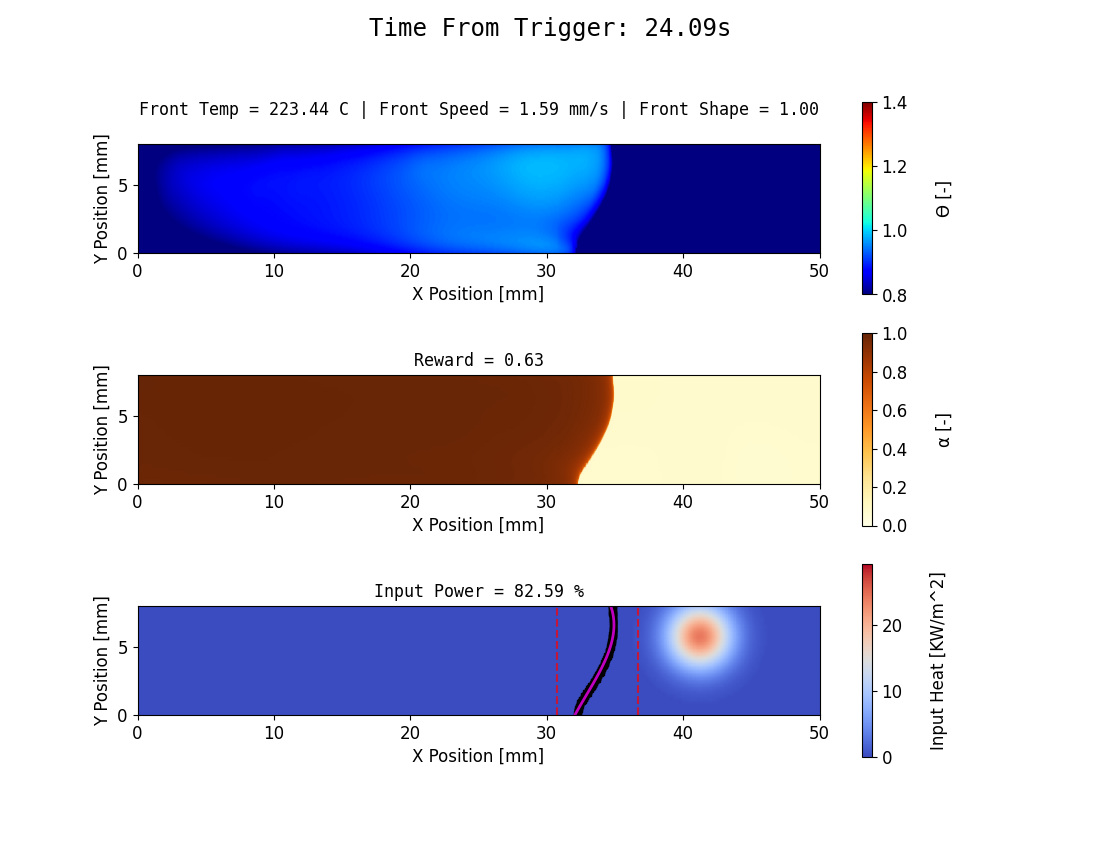 Time From Trigger: 24.09s
Front Temp = 223.44 C | Front Speed = 1.59 mm/s | Front Shape = 1.00
Y Position [mm]
5
0
0 10 20 30 40 50
X Position [mm]
1.4
1.2
1.0
0.8
Θ [-]
Reward = 0.63
Y Position [mm]
5
0
0 10 20 30 40 50
X Position [mm]
1.0
0.8
0.6
0.4
0.2
0.0
α [-]
Input Power = 82.59 %
Y Position [mm]
5
0
0 10 20 30 40 50
X Position [mm]
20
10
0
Input Heat [KW/m^2]